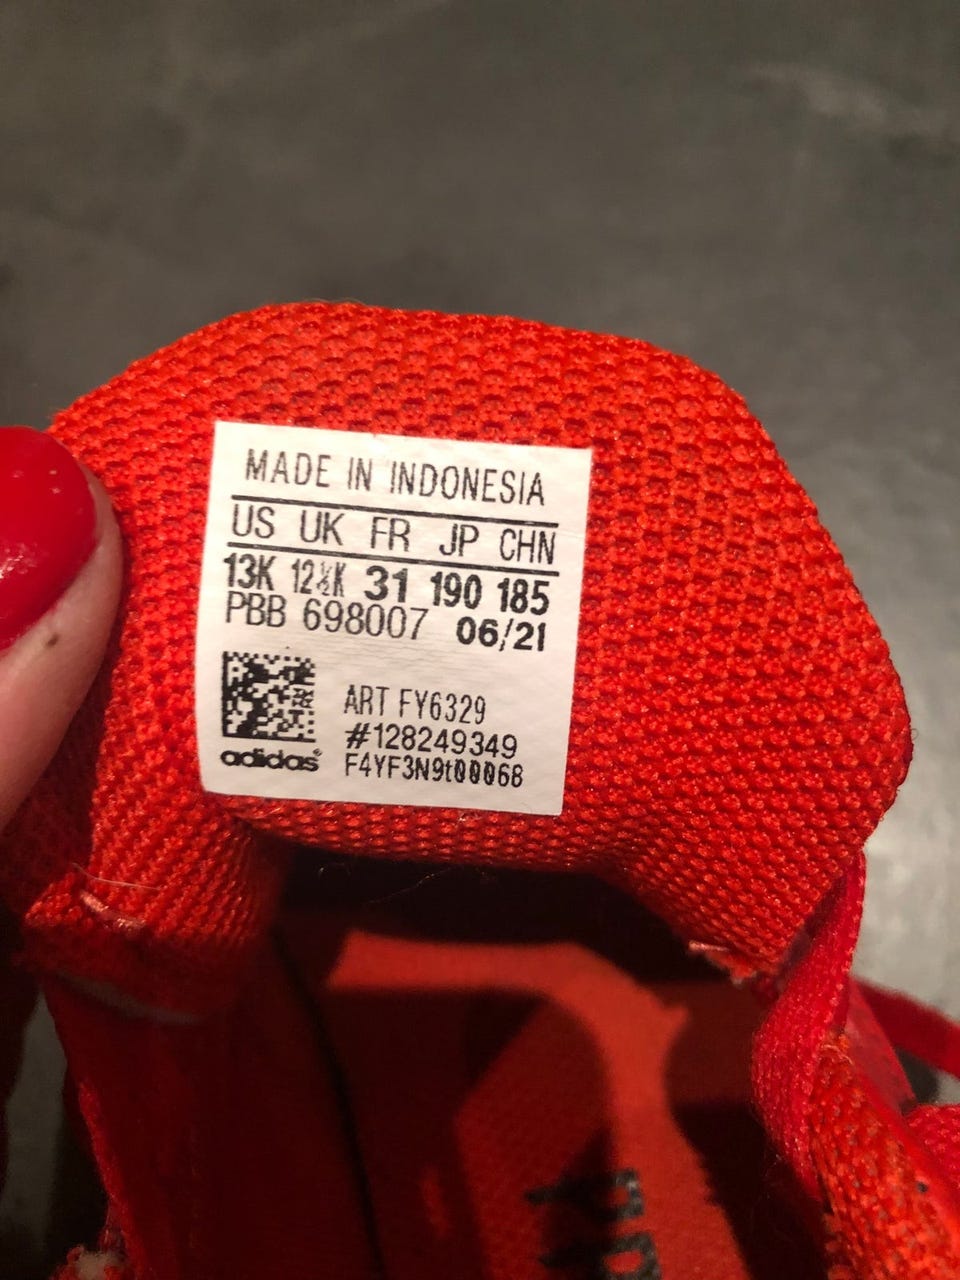 MADE IN INDONESIA
US UK FR JP CHN
13K 12½K 31 190 185
PBB 698007 06/21
ART FY6329
#128249349
adidas® F4YF3N9t00068